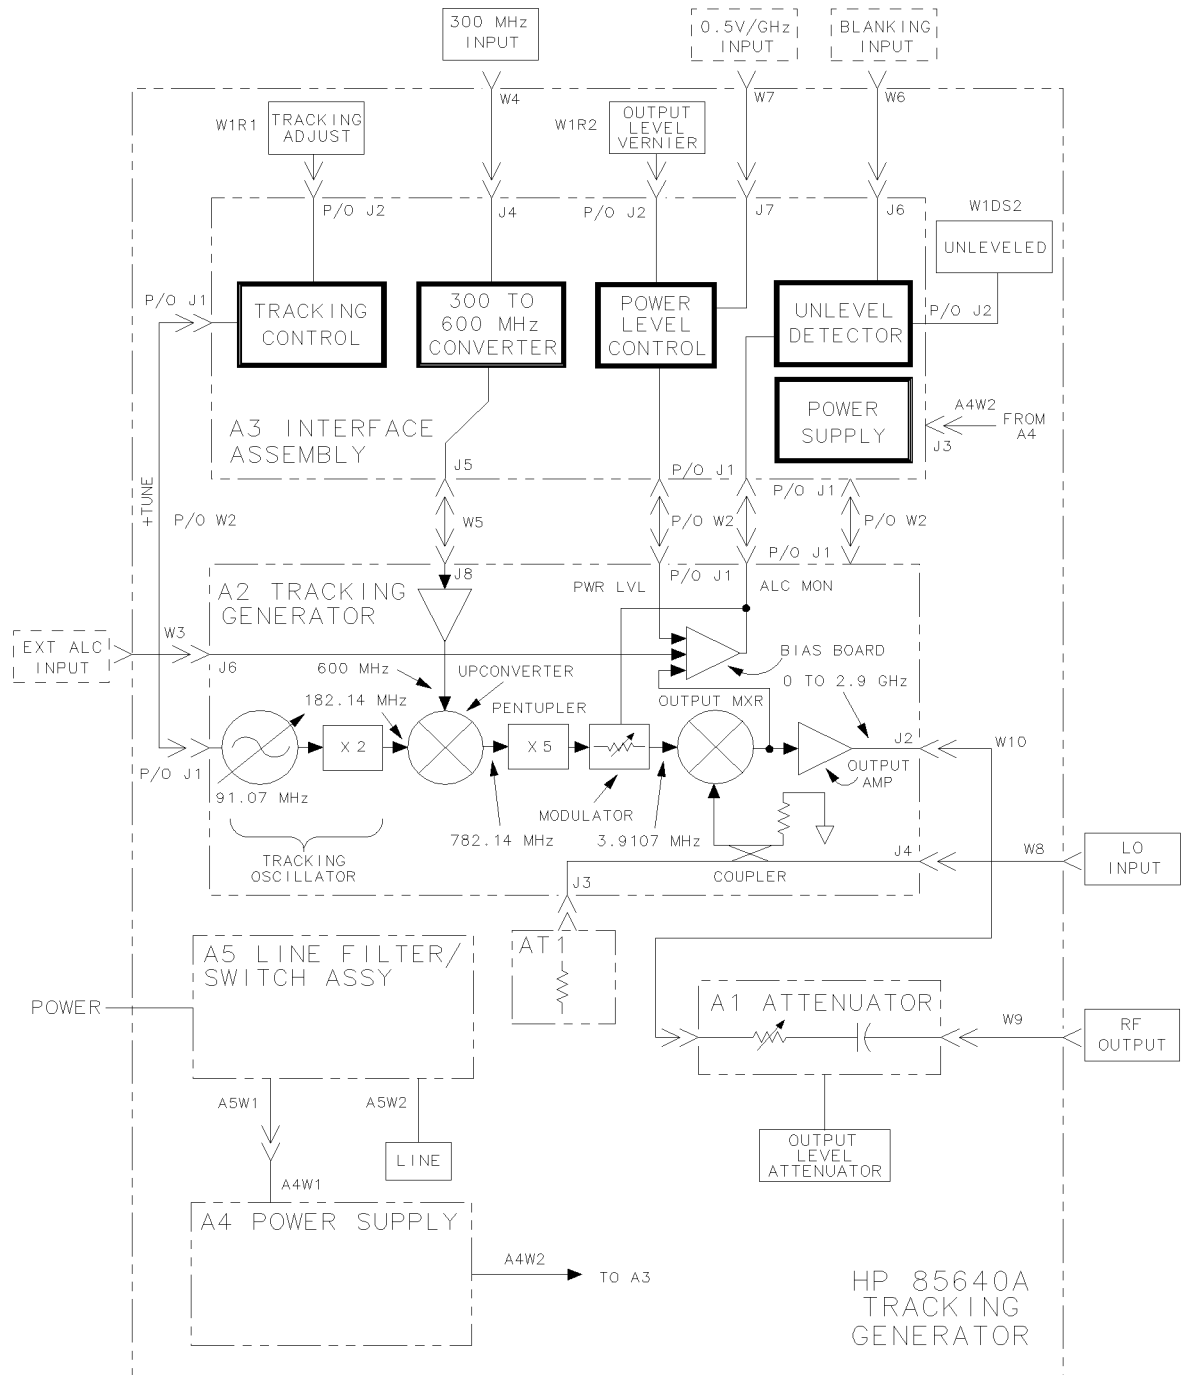 300 MHz
INPUT
0.5V/GHz
INPUT
BLANKING
INPUT
W4
W7
W6
W1R1
TRACKING
ADJUST
W1R2
OUTPUT
LEVEL
VERNIER
P/O J2
J4
P/O J2
J7
J6
W1DS2
UNLEVELED
P/O J1
TRACKING
CONTROL
300 TO
600 MHz
CONVERTER
POWER
LEVEL
CONTROL
UNLEVEL
DETECTOR
P/O J2
POWER
SUPPLY
A4W2
FROM
A4
J3
A3 INTERFACE
ASSEMBLY
J5
P/O J1
P/O J1
+TUNE
P/O W2
W5
P/O W2
P/O W2
J8
P/O J1
P/O J1
A2 TRACKING
GENERATOR
PWR LVL
ALC MON
EXT ALC
INPUT
W3
J6
600 MHz
UPCONVERTER
BIAS BOARD
0 TO 2.9 GHz
182.14 MHz
PENTUPLER
OUTPUT MXR
X 2
X 5
J2
W10
P/O J1
91.07 MHz
OUTPUT
AMP
MODULATOR
782.14 MHz
3.9107 MHz
TRACKING
OSCILLATOR
COUPLER
J3
J4
W8
LO
INPUT
AT1
A5 LINE FILTER/
SWITCH ASSY
POWER
A1 ATTENUATOR
W9
RF
OUTPUT
A5W1
A5W2
LINE
OUTPUT
LEVEL
ATTENUATOR
A4W1
A4 POWER SUPPLY
A4W2
TO A3
HP 85640A
TRACKING
GENERATOR